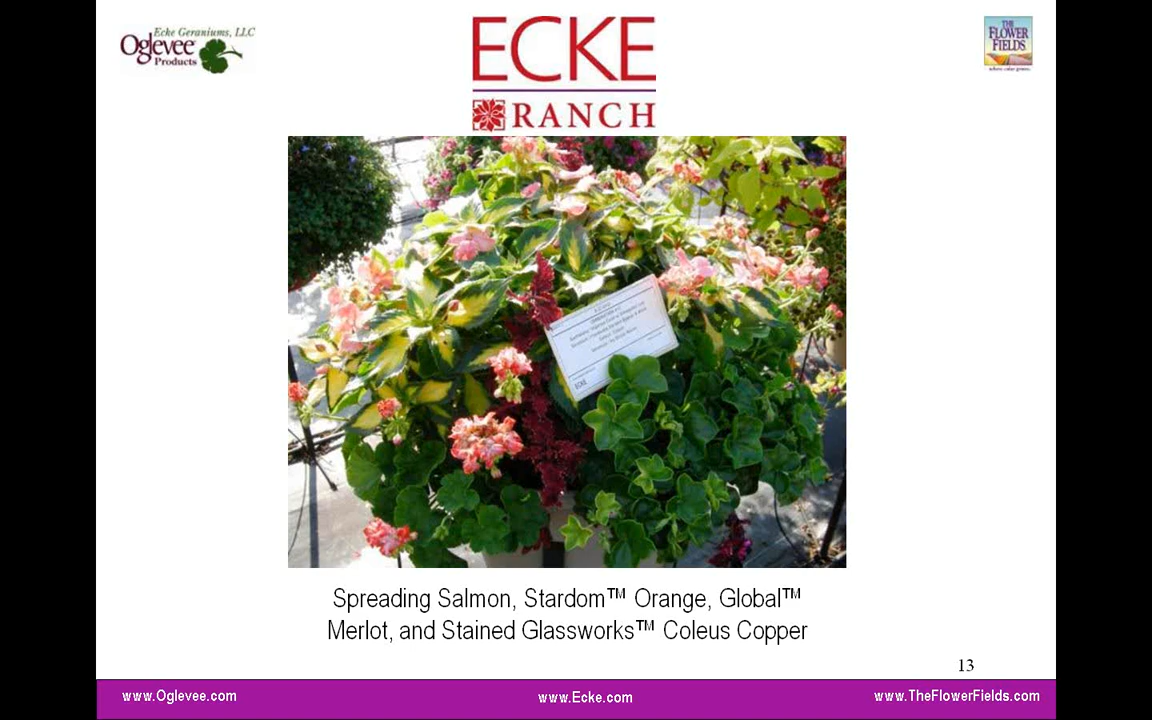 Ecke Geraniums, LLC
Oglevee
Products
ECKE
RANCH
THE
FLOWER
FIELDS
ECKE
Spreading Salmon, Stardom™ Orange, Global™
Merlot, and Stained Glassworks™ Coleus Copper
13
www.Oglevee.com
www.Ecke.com
www.TheFlowerFields.com